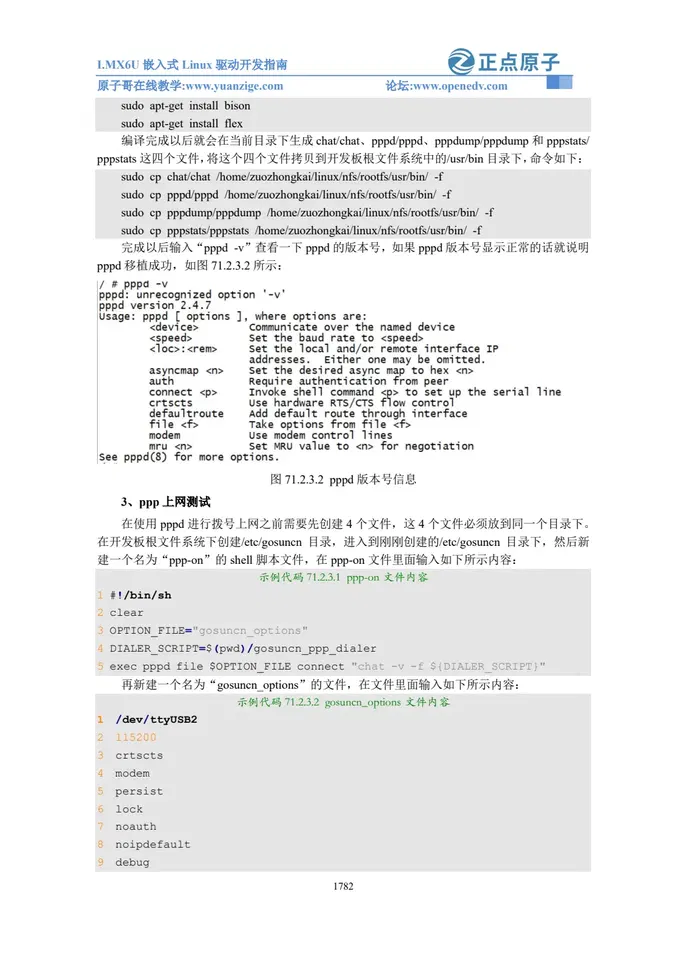 I.MX6U 嵌入式 Linux 驱动开发指南
正点原子
原子哥在线教学:www.yuanzige.com 论坛:www.openedv.com
sudo apt-get install bison
sudo apt-get install flex
编译完成以后就会在当前目录下生成 chat/chat、pppd/pppd、pppdump/pppdump 和 pppstats/
pppstats 这四个文件，将这个四个文件拷贝到开发板根文件系统中的/usr/bin 目录下，命令如下：
sudo cp chat/chat /home/zuozhongkai/linux/nfs/rootfs/usr/bin/ -f
sudo cp pppd/pppd /home/zuozhongkai/linux/nfs/rootfs/usr/bin/ -f
sudo cp pppdump/pppdump /home/zuozhongkai/linux/nfs/rootfs/usr/bin/ -f
sudo cp pppstats/pppstats /home/zuozhongkai/linux/nfs/rootfs/usr/bin/ -f
完成以后输入“pppd -v”查看一下 pppd 的版本号，如果 pppd 版本号显示正常的话就说明
pppd 移植成功，如图 71.2.3.2 所示：
/ # pppd -v
pppd: unrecognized option '-v'
pppd version 2.4.7
Usage: pppd [ options ], where options are:
<device> Communicate over the named device
<speed> Set the baud rate to <speed>
<loc>:<rem> Set the local and/or remote interface IP
addresses. Either one may be omitted.
asyncmap <n> Set the desired async map to hex <n>
auth Require authentication from peer
connect <p> Invoke shell command <p> to set up the serial line
crtscts Use hardware RTS/CTS flow control
defaultroute Add default route through interface
file <f> Take options from file <f>
modem Use modem control lines
mru <n> Set MRU value to <n> for negotiation
See pppd(8) for more options.
图 71.2.3.2 pppd 版本号信息
3、ppp 上网测试
在使用 pppd 进行拨号上网之前需要先创建 4 个文件，这 4 个文件必须放到同一个目录下。
在开发板根文件系统下创建/etc/gosuncn 目录，进入到刚刚创建的/etc/gosuncn 目录下，然后新
建一个名为“ppp-on”的 shell 脚本文件，在 ppp-on 文件里面输入如下所示内容：
示例代码 71.2.3.1 ppp-on 文件内容
1 #!/bin/sh
2 clear
3 OPTION_FILE="gosuncn_options"
4 DIALER_SCRIPT=$(pwd)/gosuncn_ppp_dialer
5 exec pppd file $OPTION_FILE connect "chat -v -f ${DIALER_SCRIPT}"
再新建一个名为“gosuncn_options”的文件，在文件里面输入如下所示内容：
示例代码 71.2.3.2 gosuncn_options 文件内容
1 /dev/ttyUSB2
2 115200
3 crtscts
4 modem
5 persist
6 lock
7 noauth
8 noipdefault
9 debug
1782